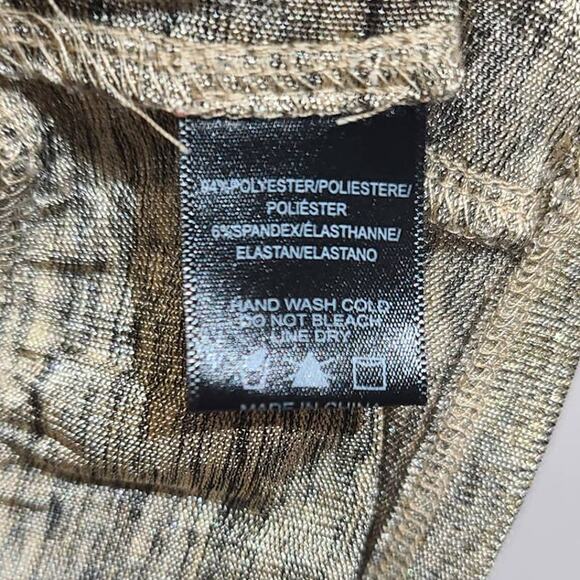 94% POLYESTER/POLIESTERE/
POLIÉSTER
6%SPANDEX/ÉLASTHANNE/
ELASTAN/ELASTANO
HAND WASH COLD
DO NOT BLEACH
LINE DRY
MADE IN CHINA